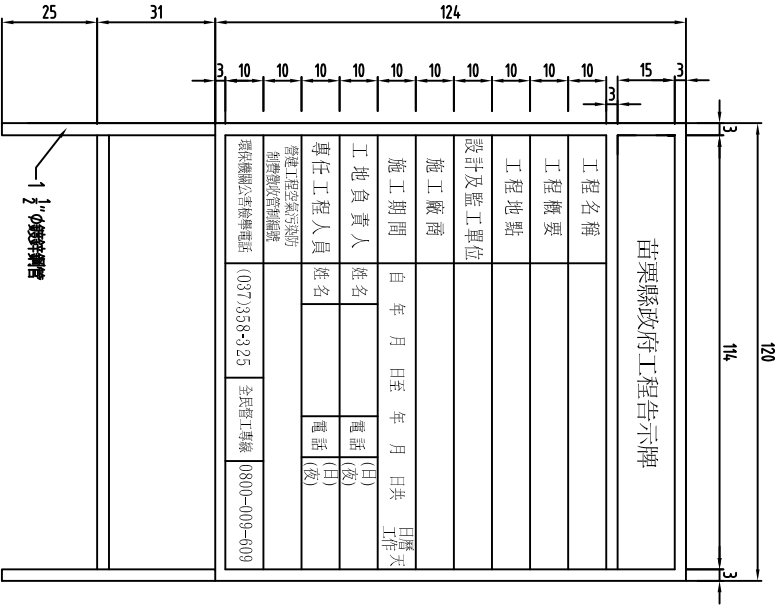 苗栗縣政府工程告示牌
工程名稱
工程概要
工程地點
設計及監工單位
施工廠商
施工期間 自 年 月 日至 年 月 日共 日曆天 工作
工地負責人 姓名 電話 (日) (夜)
專任工程人員 姓名 電話 (日) (夜)
營建工程空氣污染防
制費徵收管制編號
環保機關公害檢舉電話 (037)358-325 全民督工專線 0800-009-609
1 1/2"Ø鍍鋅鋼管
120
3 114 3
25 31 124
3 10 10 10 10 10 10 10 10 10 10 3 15 3